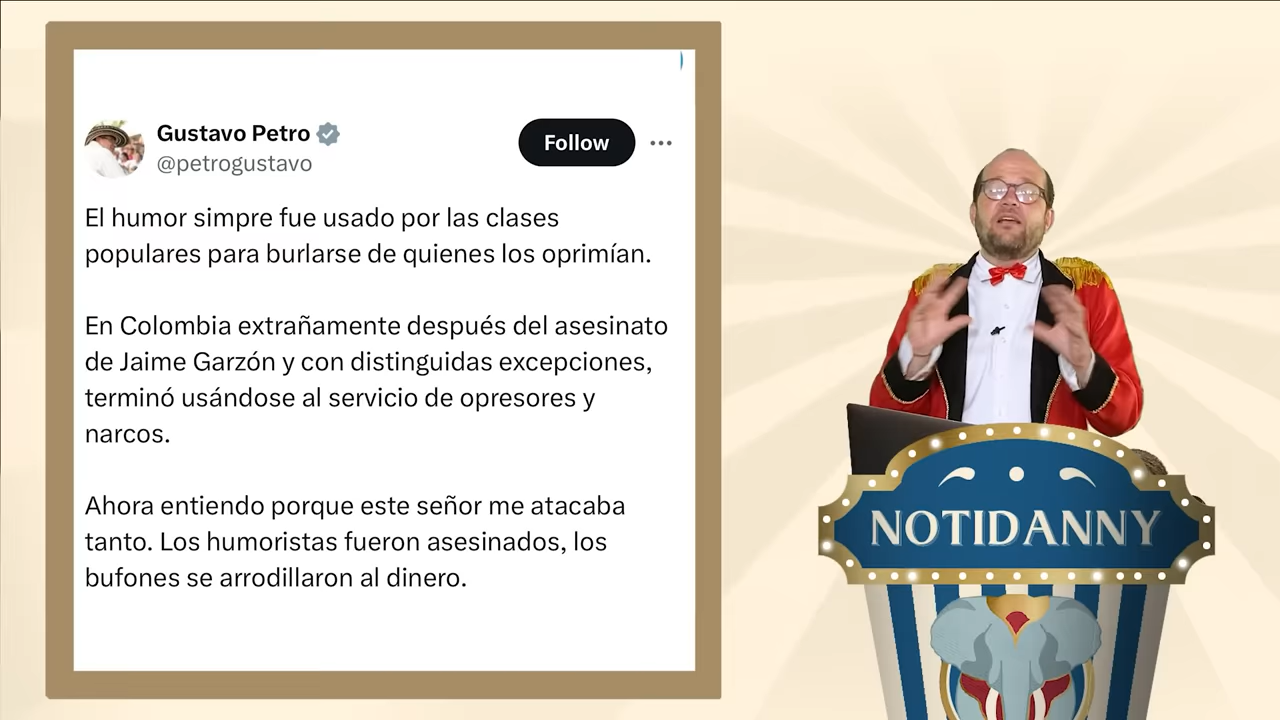 Gustavo Petro
@petrogustavo
Follow
El humor simpre fue usado por las clases
populares para burlarse de quienes los oprimían.
En Colombia extrañamente después del asesinato
de Jaime Garzón y con distinguidas excepciones,
terminó usándose al servicio de opresores y
narcos.
Ahora entiendo porque este señor me atacaba
tanto. Los humoristas fueron asesinados, los
bufones se arrodillaron al dinero.
NOTIDANNY